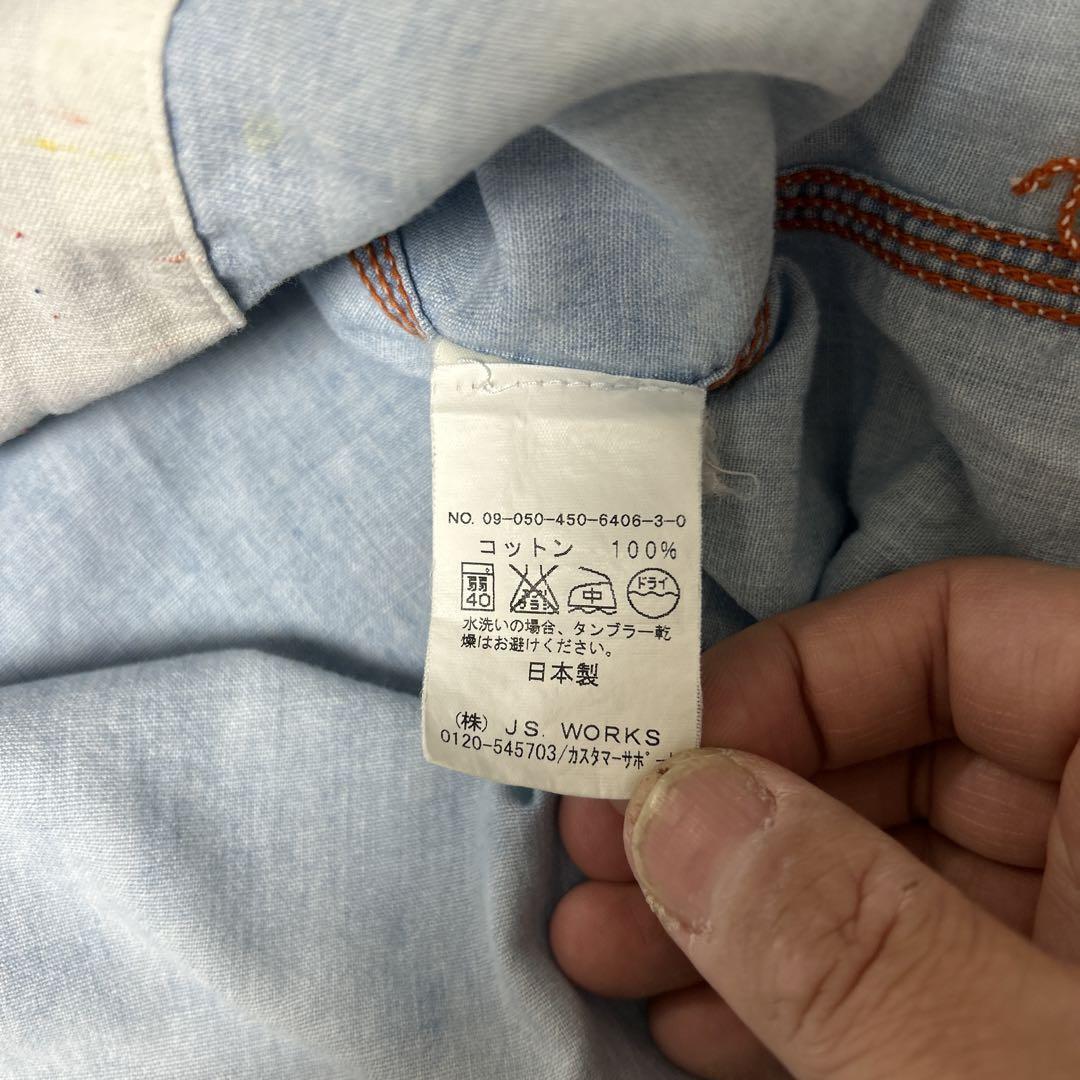 NO. 09-050-450-6406-3-0
コットン 100%
弱 40 ドライ
水洗いの場合、タンブラー乾
燥はお避けください。
日本製
(株) J.S. WORKS
0120-545703/カスタマーサポー